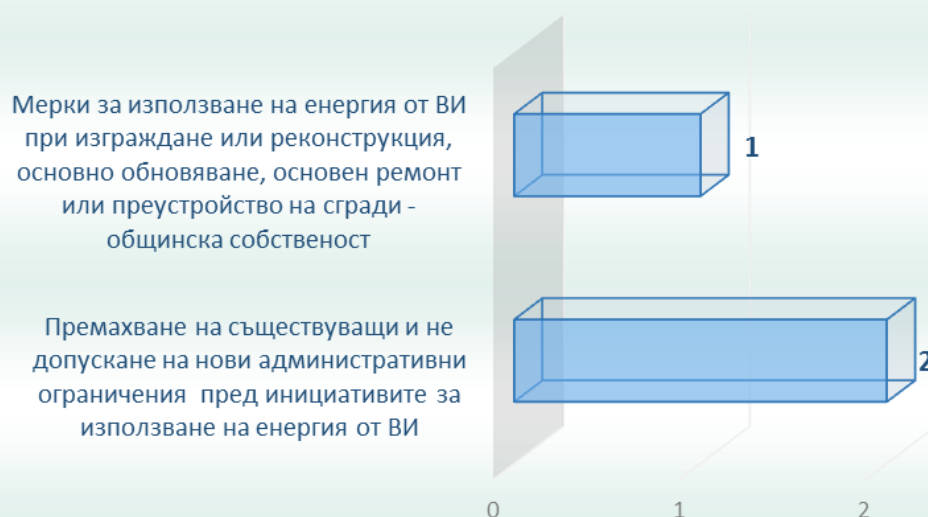 Мерки за използване на енергия от ВИ
при изграждане или реконструкция,
основно обновяване, основен ремонт
или преустройство на сгради -
общинска собственост
1
Премахване на съществуващи и не
допускане на нови административни
ограничения пред инициативите за
използване на енергия от ВИ
2
0 1 2